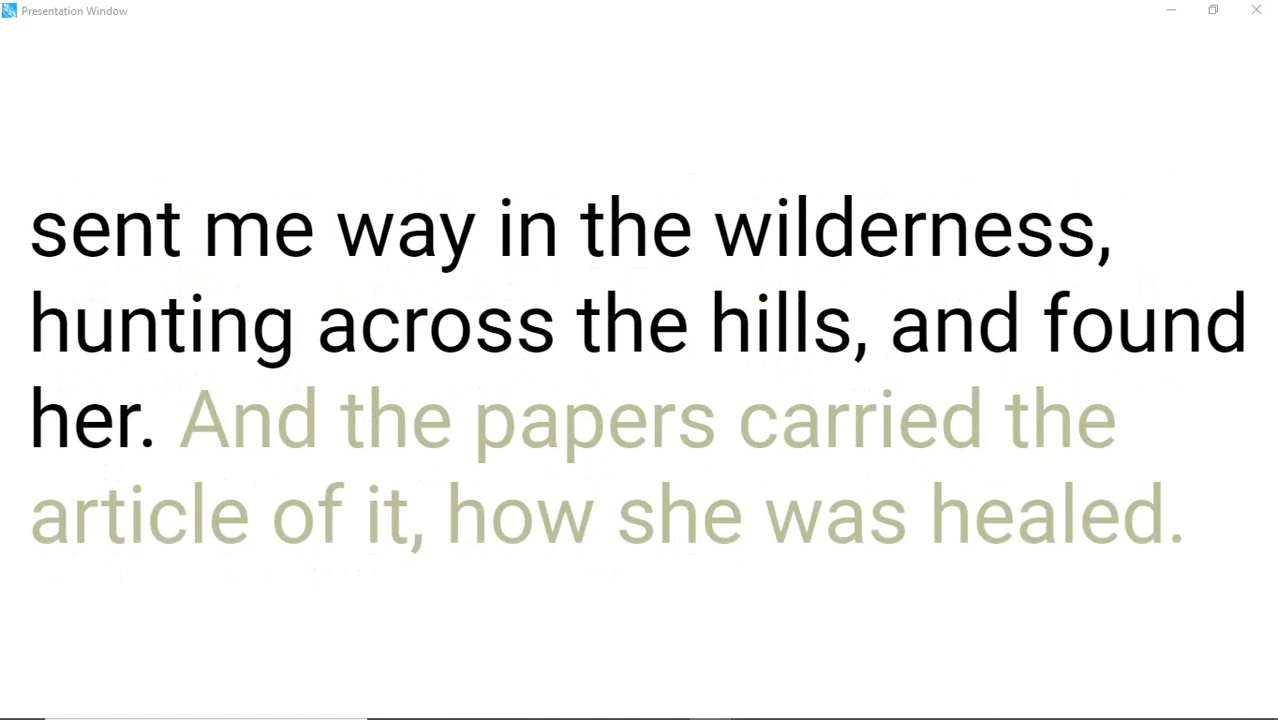 Presentation Window
sent me way in the wilderness,
hunting across the hills, and found
her. And the papers carried the
article of it, how she was healed.